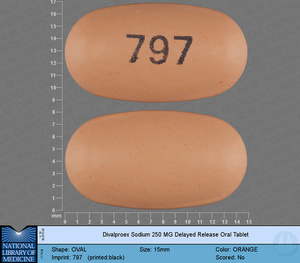 17
16
15
14
13
12
11
10
9
8
7
6
5
4
3
2
1
0
mm
797
0 1 2 3 4 5 6 7 8 9 10 11 12 13 14 15
Divalproex Sodium 250 MG Delayed Release Oral Tablet
NATIONAL
LIBRARY OF
MEDICINE
Shape: OVAL Size: 15mm Color: ORANGE
Imprint: 797 (printed:black) Scored: No